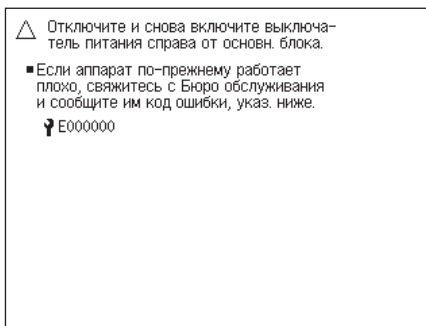 Отключите и снова включите выключа-
тель питания справа от основн. блока.
■ Если аппарат по-прежнему работает
плохо, свяжитесь с Бюро обслуживания
и сообщите им код ошибки, указ. ниже.
E000000